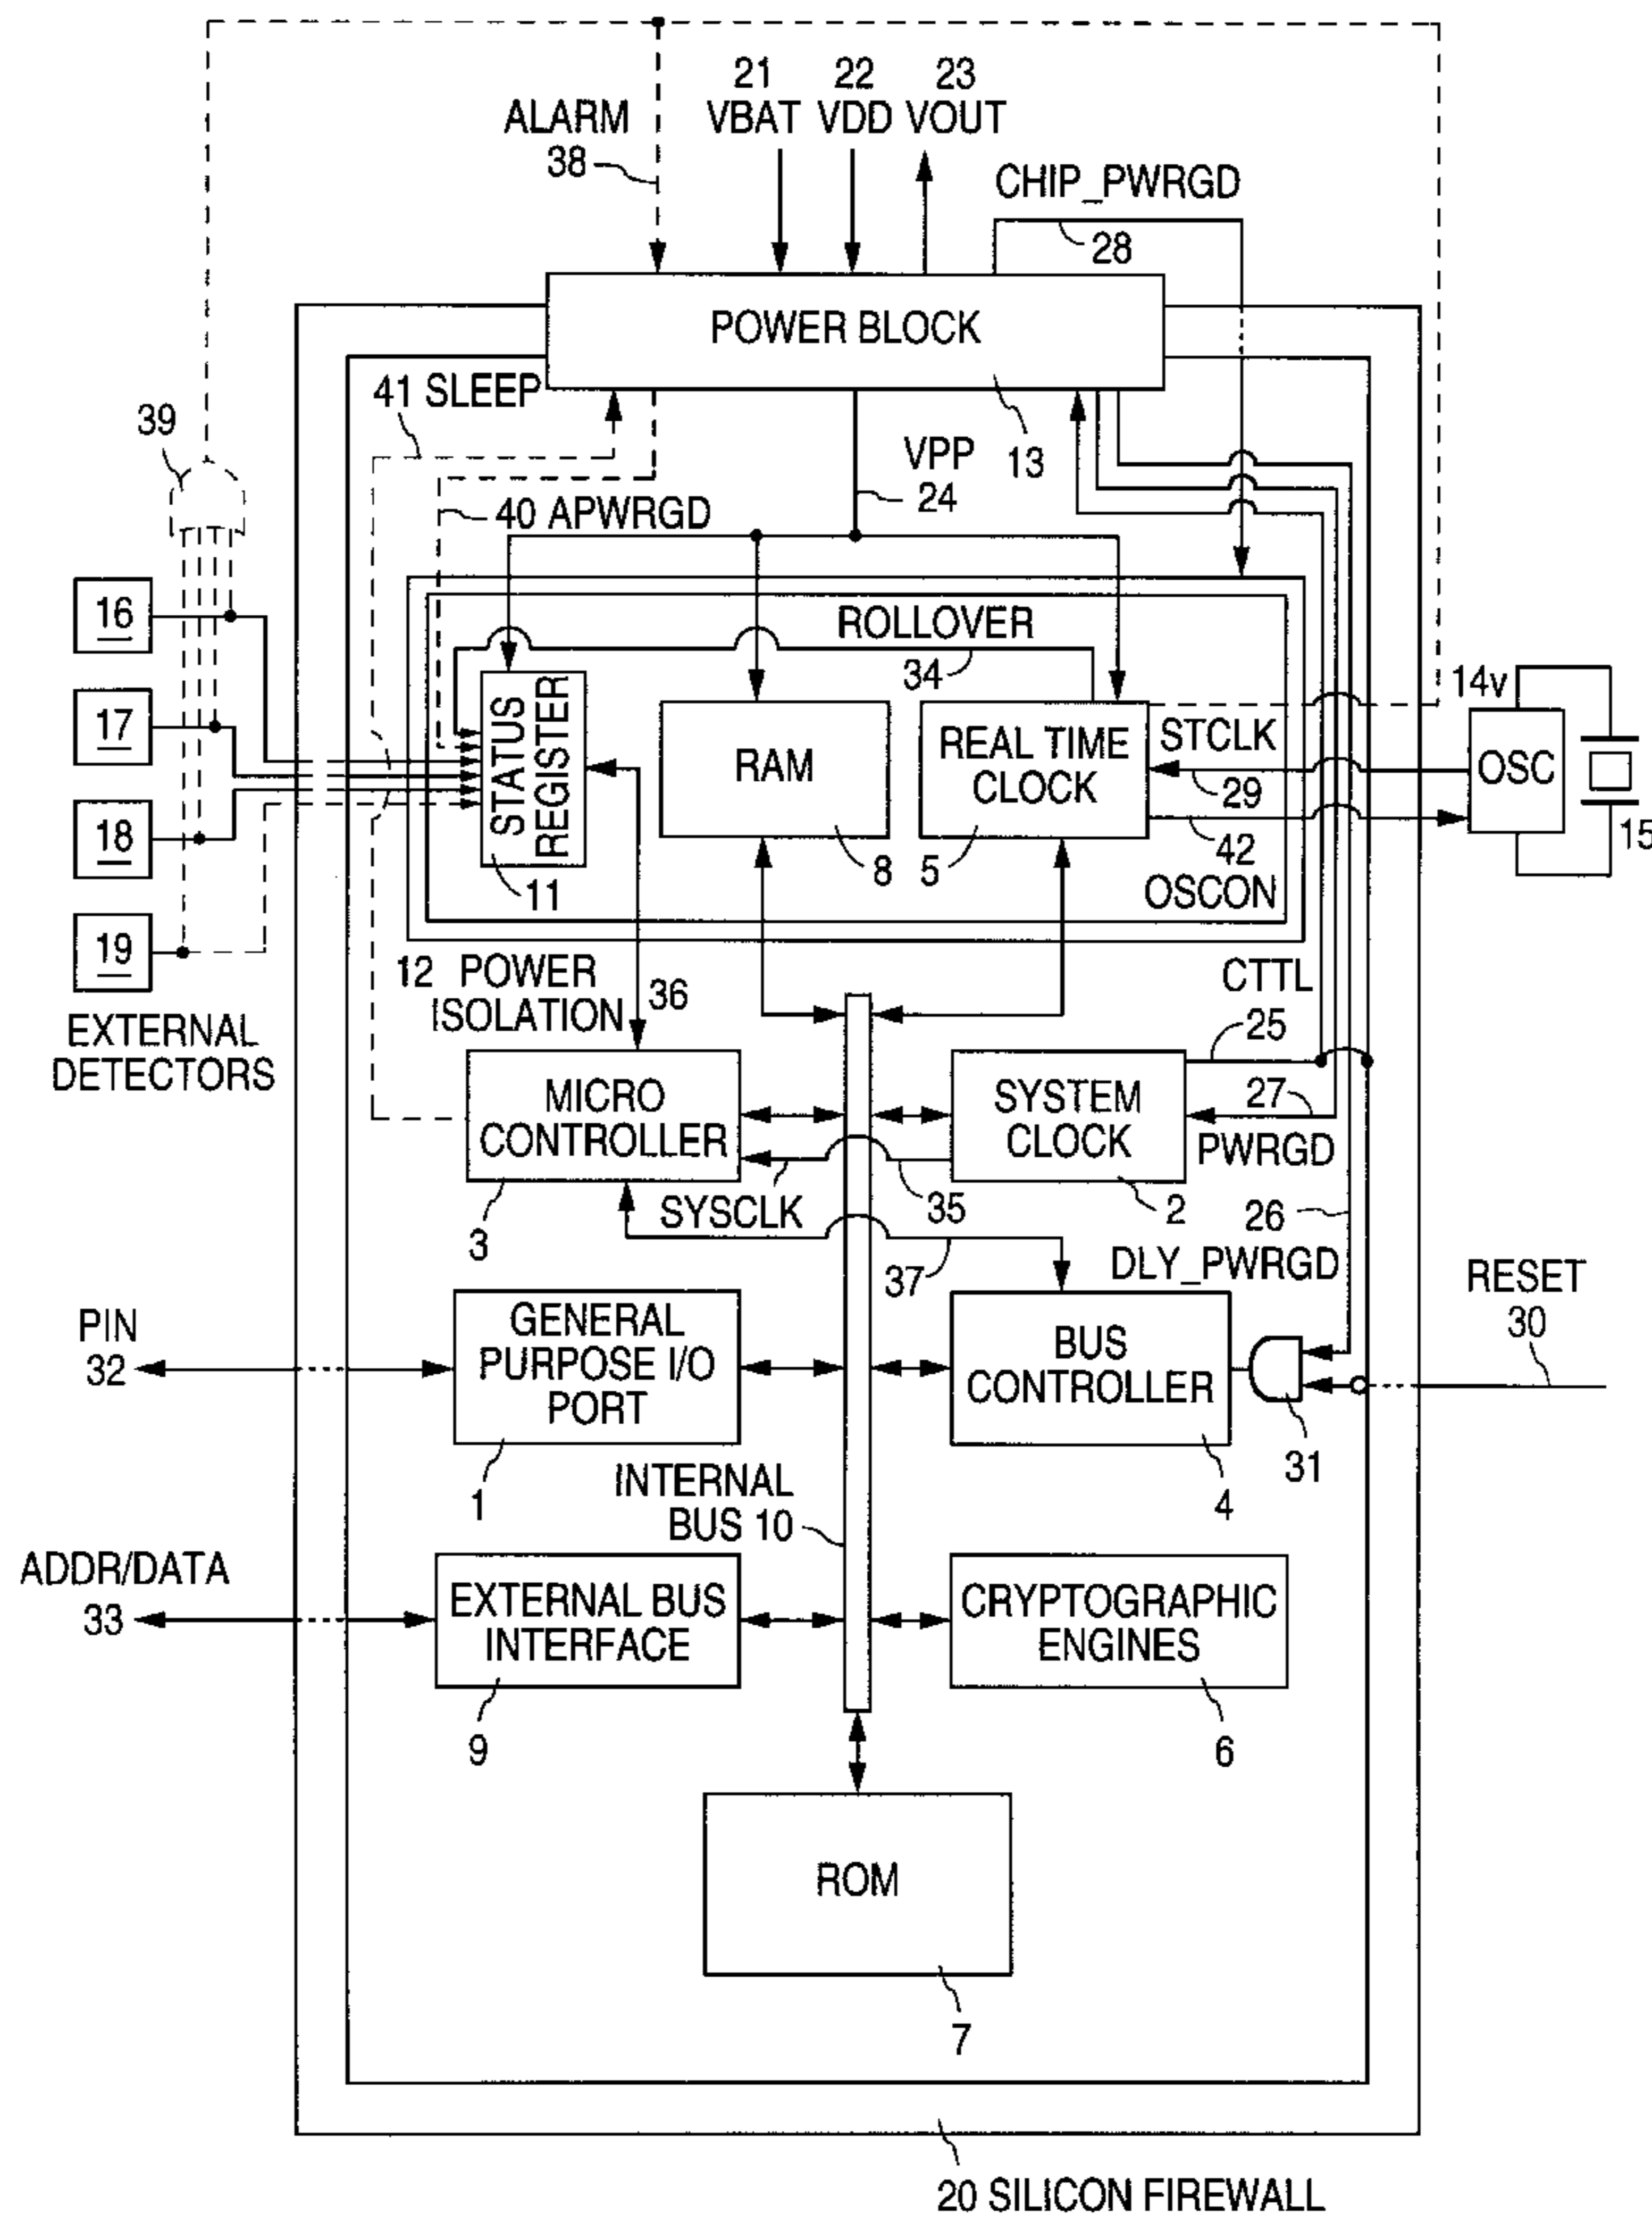 21
22
23
ALARM
VBAT
VDD
VOUT
38
CHIP_PWRGD
28
POWER BLOCK
41 SLEEP
39
VPP
13
24
40 APWRGD
16
ROLLOVER
34
14v
17
STATUS
REGISTER
RAM
REAL TIME
CLOCK
STCLK
OSC
29
18
15
8
5
42
11
OSCON
19
12 POWER
ISOLATION
36
CTTL
EXTERNAL
DETECTORS
25
MICRO
CONTROLLER
SYSTEM
CLOCK
27
PWRGD
3
SYSCLK
35
2
26
37
DLY_PWRGD
RESET
30
PIN
32
GENERAL
PURPOSE I/O
PORT
BUS
CONTROLLER
31
1
INTERNAL
BUS 10
4
ADDR/DATA
33
EXTERNAL BUS
INTERFACE
CRYPTOGRAPHIC
ENGINES
9
6
ROM
7
20 SILICON FIREWALL